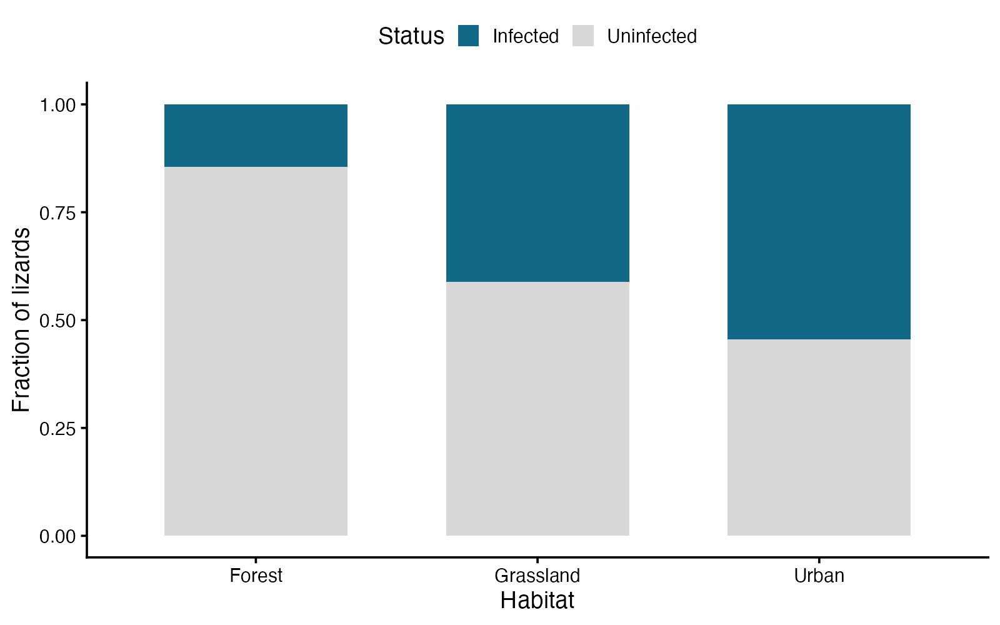 Status Infected Uninfected
1.00
0.75
0.50
0.25
0.00
Fraction of lizards
Forest Grassland Urban
Habitat